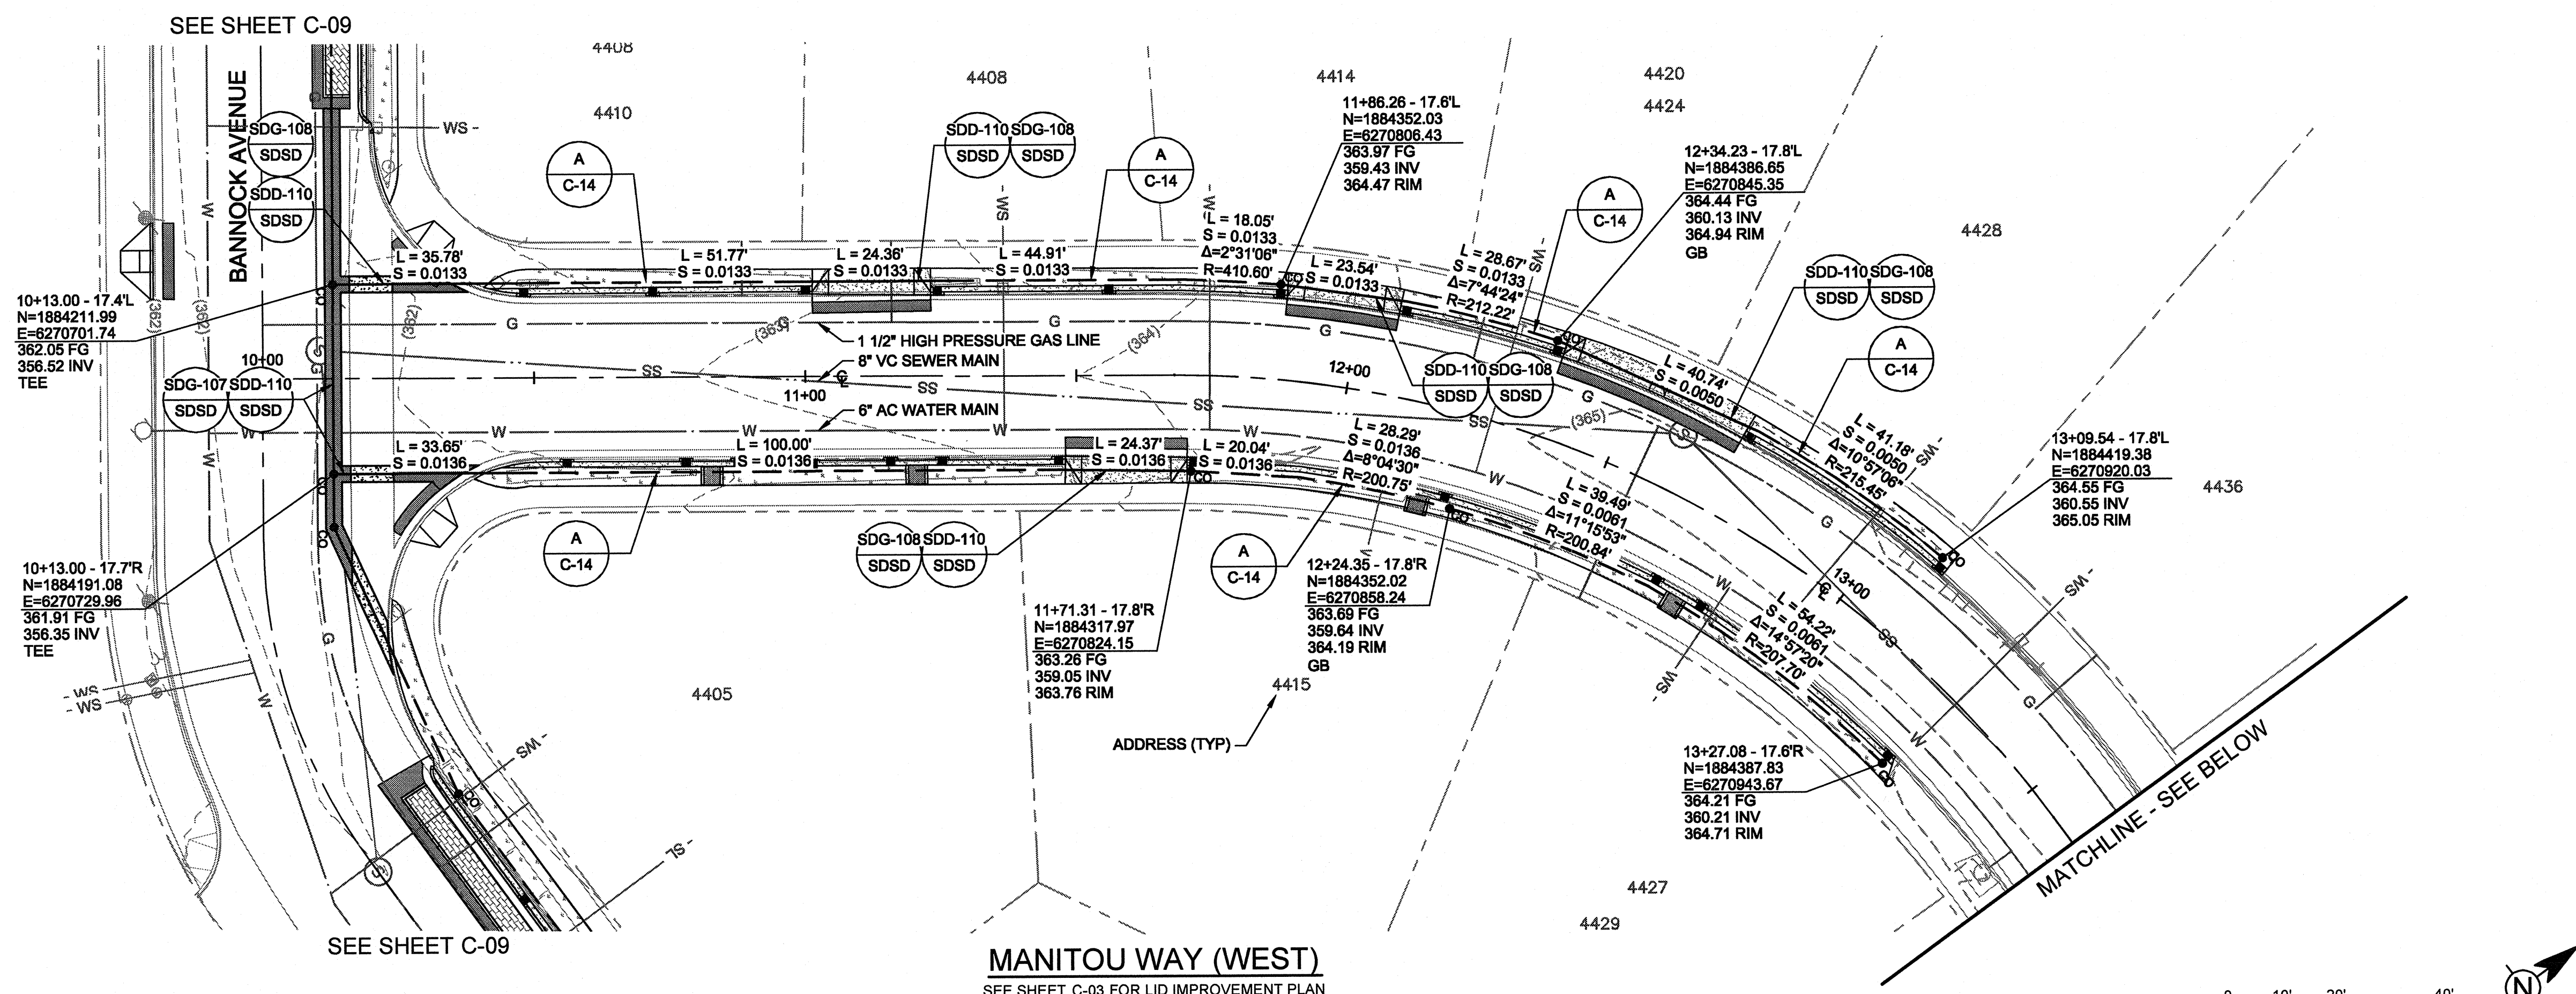 SEE SHEET C-09
BANNOCK AVENUE
4408
4410
4408
4414
4420
4424
4428
4436
SDG-108
SDSD
SDD-110
SDSD
WS -
A
C-14
SDD-110 SDG-108
SDSD SDSD
A
C-14
11+86.26 - 17.6'L
N=1884352.03
E=6270806.43
363.97 FG
359.43 INV
364.47 RIM
12+34.23 - 17.8'L
N=1884386.65
E=6270845.35
364.44 FG
360.13 INV
364.94 RIM
GB
A
C-14
SDD-110 SDG-108
SDSD SDSD
A
C-14
L = 35.78'
S = 0.0133
L = 51.77'
S = 0.0133
L = 24.36'
S = 0.0133
L = 44.91'
S = 0.0133
L = 18.05'
S = 0.0133
Δ=2°31'06"
R=410.60'
L = 23.54'
S = 0.0133
L = 28.67'
S = 0.0133
Δ=7°44'24"
R=212.22'
L = 40.74'
S = 0.0050
L = 41.18'
S = 0.0050
Δ=10°57'06"
R=215.45'
10+13.00 - 17.4'L
N=1884211.99
E=6270701.74
362.05 FG
356.52 INV
TEE
(362)
(362)
(362)
(363)
(364)
(365)
1 1/2" HIGH PRESSURE GAS LINE
8" VC SEWER MAIN
6" AC WATER MAIN
10+00
11+00
12+00
13+00
SDG-107 SDD-110
SDSD SDSD
SDD-110 SDG-108
SDSD SDSD
L = 33.65'
S = 0.0136
L = 100.00'
S = 0.0136
L = 24.37'
S = 0.0136
L = 20.04'
S = 0.0136
L = 28.29'
S = 0.0136
Δ=8°04'30"
R=200.75'
L = 39.49'
S = 0.0061
Δ=11°15'53"
R=200.84'
L = 54.22'
S = 0.0061
Δ=14°57'20"
R=207.70'
13+09.54 - 17.8'L
N=1884419.38
E=6270920.03
364.55 FG
360.55 INV
365.05 RIM
10+13.00 - 17.7'R
N=1884191.08
E=6270729.96
361.91 FG
356.35 INV
TEE
A
C-14
SDG-108 SDD-110
SDSD SDSD
A
C-14
11+71.31 - 17.8'R
N=1884317.97
E=6270824.15
363.26 FG
359.05 INV
363.76 RIM
12+24.35 - 17.8'R
N=1884352.02
E=6270858.24
363.69 FG
359.64 INV
364.19 RIM
GB
13+27.08 - 17.6'R
N=1884387.83
E=6270943.67
364.21 FG
360.21 INV
364.71 RIM
4405
4415
ADDRESS (TYP)
4427
4429
- WS
- WS
- WS
- SL
- WS
- WS
MATCHLINE - SEE BELOW
SEE SHEET C-09
MANITOU WAY (WEST)
SEE SHEET C-03 FOR LID IMPROVEMENT PLAN
N